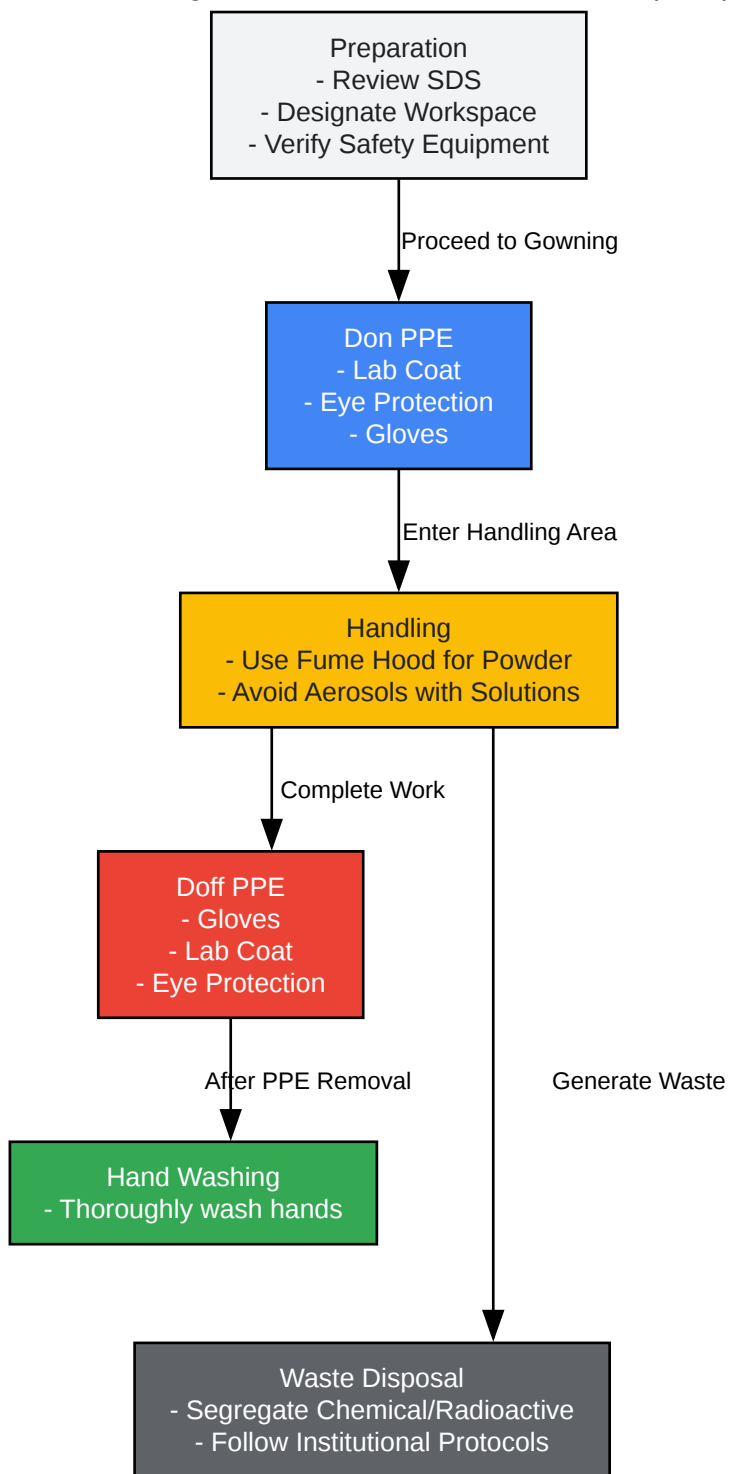 Preparation
- Review SDS
- Designate Workspace
- Verify Safety Equipment
Proceed to Gowning
Don PPE
- Lab Coat
- Eye Protection
- Gloves
Enter Handling Area
Handling
- Use Fume Hood for Powder
- Avoid Aerosols with Solutions
Complete Work
Doff PPE
- Gloves
- Lab Coat
- Eye Protection
After PPE Removal
Generate Waste
Hand Washing
- Thoroughly wash hands
Waste Disposal
- Segregate Chemical/Radioactive
- Follow Institutional Protocols